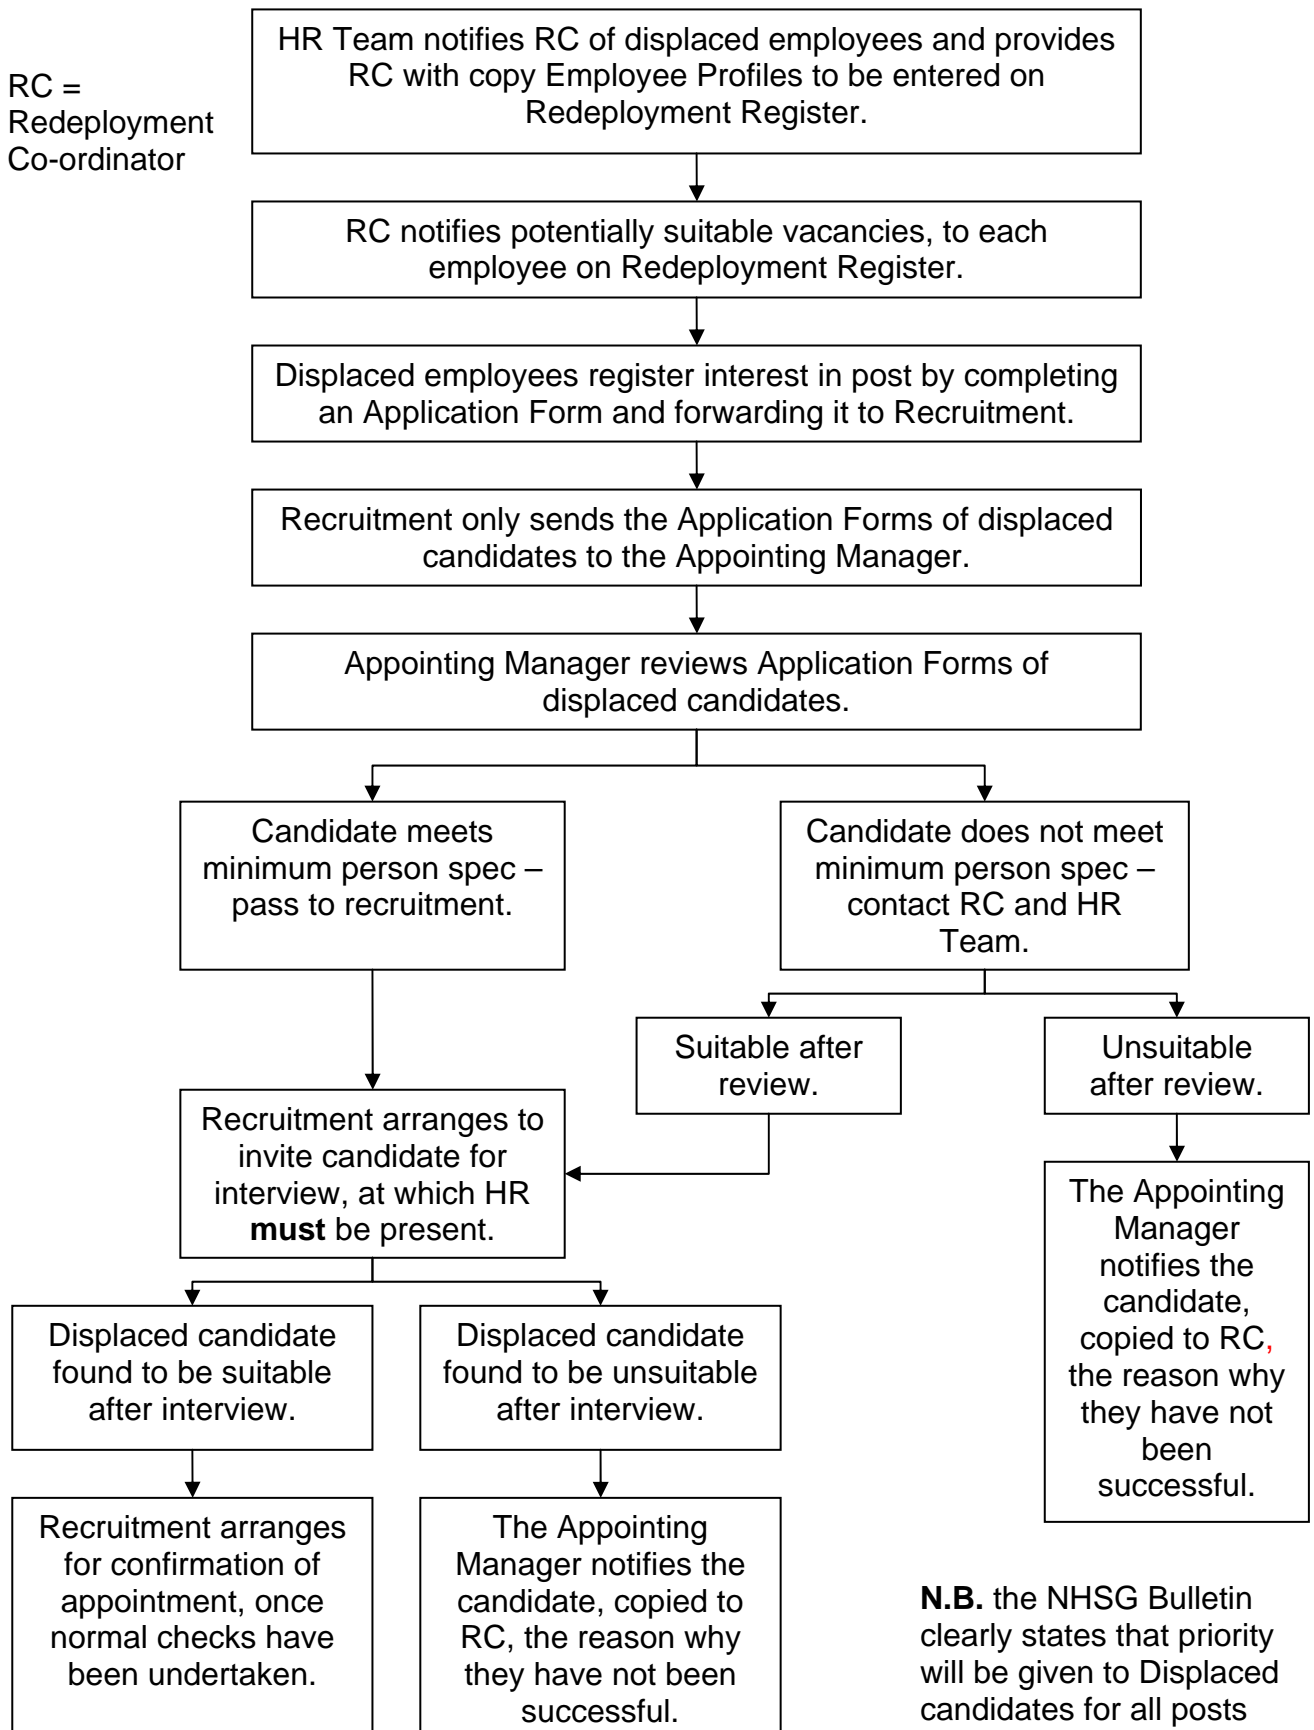 HR Team notifies RC of displaced employees and provides
RC with copy Employee Profiles to be entered on
Redeployment Register.
RC =
Redeployment
Co-ordinator
RC notifies potentially suitable vacancies, to each
employee on Redeployment Register.
Displaced employees register interest in post by completing
an Application Form and forwarding it to Recruitment.
Recruitment only sends the Application Forms of displaced
candidates to the Appointing Manager.
Appointing Manager reviews Application Forms of
displaced candidates.
Candidate meets
minimum person spec –
pass to recruitment.
Candidate does not meet
minimum person spec –
contact RC and HR
Team.
Suitable after
review.
Unsuitable
after review.
Recruitment arranges to
invite candidate for
interview, at which HR
must be present.
The Appointing
Manager
notifies the
candidate,
copied to RC,
the reason why
they have not
been
successful.
Displaced candidate
found to be suitable
after interview.
Displaced candidate
found to be unsuitable
after interview.
Recruitment arranges
for confirmation of
appointment, once
normal checks have
been undertaken.
The Appointing
Manager notifies the
candidate, copied to
RC, the reason why
they have not been
successful.
N.B. the NHSG Bulletin
clearly states that priority
will be given to Displaced
candidates for all posts